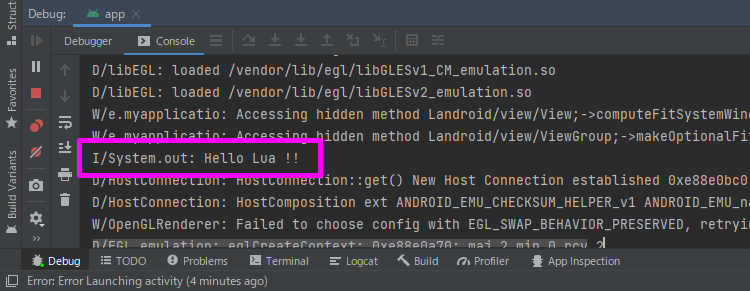 Debug: app
Debugger Console
D/libEGL: loaded /vendor/lib/egl/libGLESv1_CM_emulation.so
D/libEGL: loaded /vendor/lib/egl/libGLESv2_emulation.so
W/e.myapplicatio: Accessing hidden method Landroid/view/View;->computeFitSystemWind
W/e.myapplicatio: Accessing hidden method Landroid/view/ViewGroup;->makeOptionalFit
I/System.out: Hello Lua !!
D/HostConnection: HostConnection::get() New Host Connection established 0xe88e0bc0
D/HostConnection: HostComposition ext ANDROID_EMU_CHECKSUM_HELPER_v1 ANDROID_EMU_na
W/OpenGLRenderer: Failed to choose config with EGL_SWAP_BEHAVIOR_PRESERVED, retryin
D/EGL_emulation: eglCreateContext: 0xe88e0a70: maj 2 min 0 rcv 2
Struct
Favorites
Build Variants
Debug TODO Problems Terminal Logcat Build Profiler App Inspection
Error: Error Launching activity (4 minutes ago)